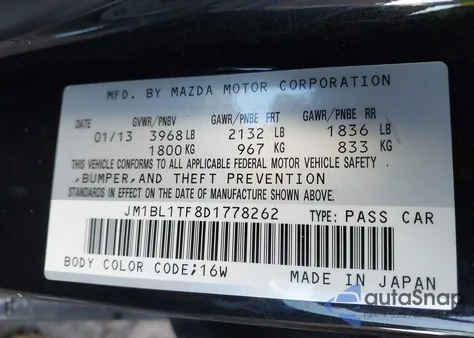 MFD. BY MAZDA MOTOR CORPORATION
DATE GVWR/PNBV GAWR/PNBE FRT GAWR/PNBE RR
01/13 3968 LB 2132 LB 1836 LB
1800 KG 967 KG 833 KG
THIS VEHICLE CONFORMS TO ALL APPLICABLE FEDERAL MOTOR VEHICLE SAFETY
,BUMPER,AND THEFT PREVENTION
STANDARDS IN EFFECT ON THE DATE OF MANUFACTURE SHOWN ABOVE.
JM1BL1TF8D1778262 TYPE: PASS CAR
BODY COLOR CODE;16W MADE IN JAPAN
autoSnap